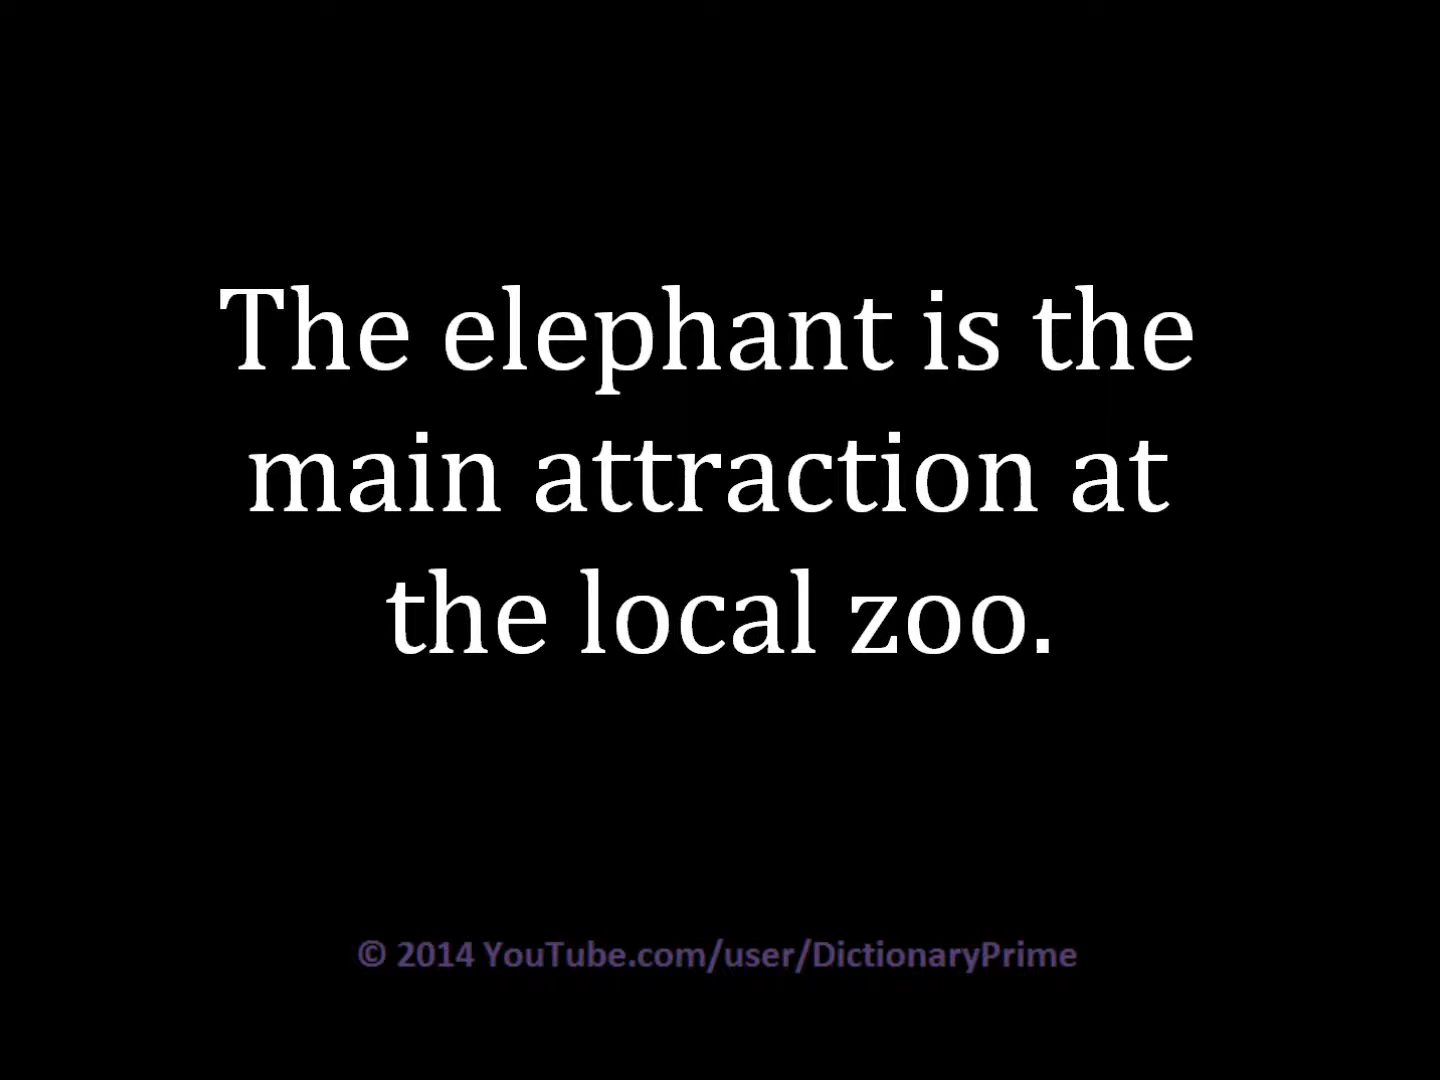 The elephant is the
main attraction at
the local zoo.
© 2014 YouTube.com/user/DictionaryPrime